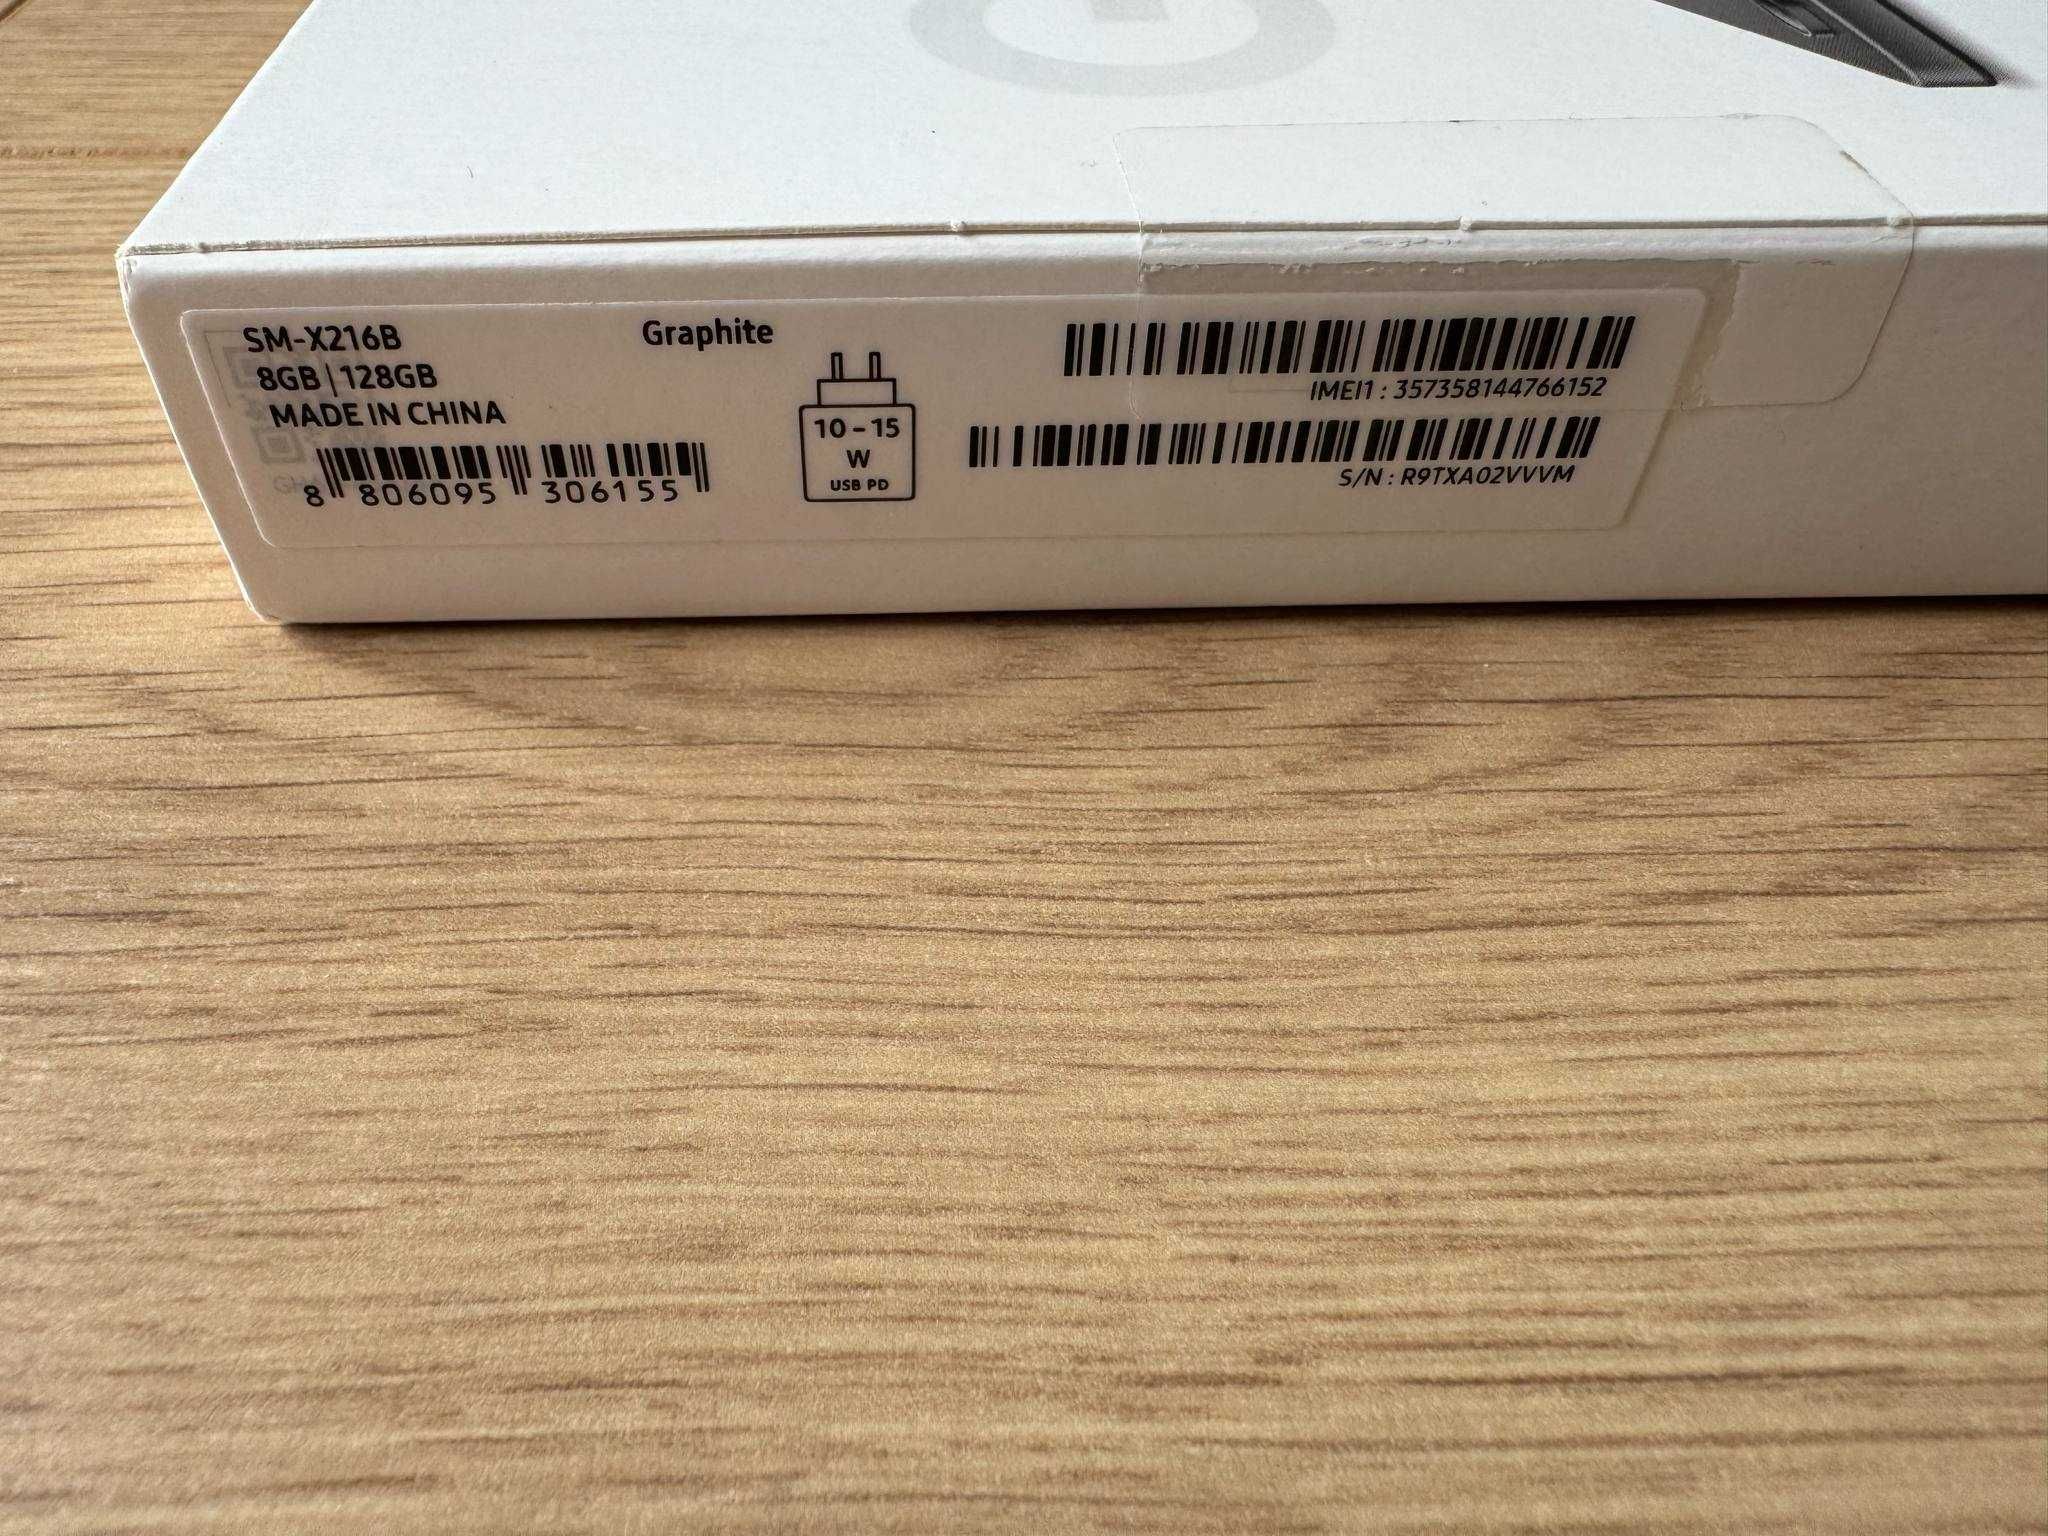 SM-X216B
Graphite
8GB | 128GB
MADE IN CHINA
8 806095 306155
10 – 15
W
USB PD
IMEI1 : 357358144766152
S/N : R9TXA02VVVM